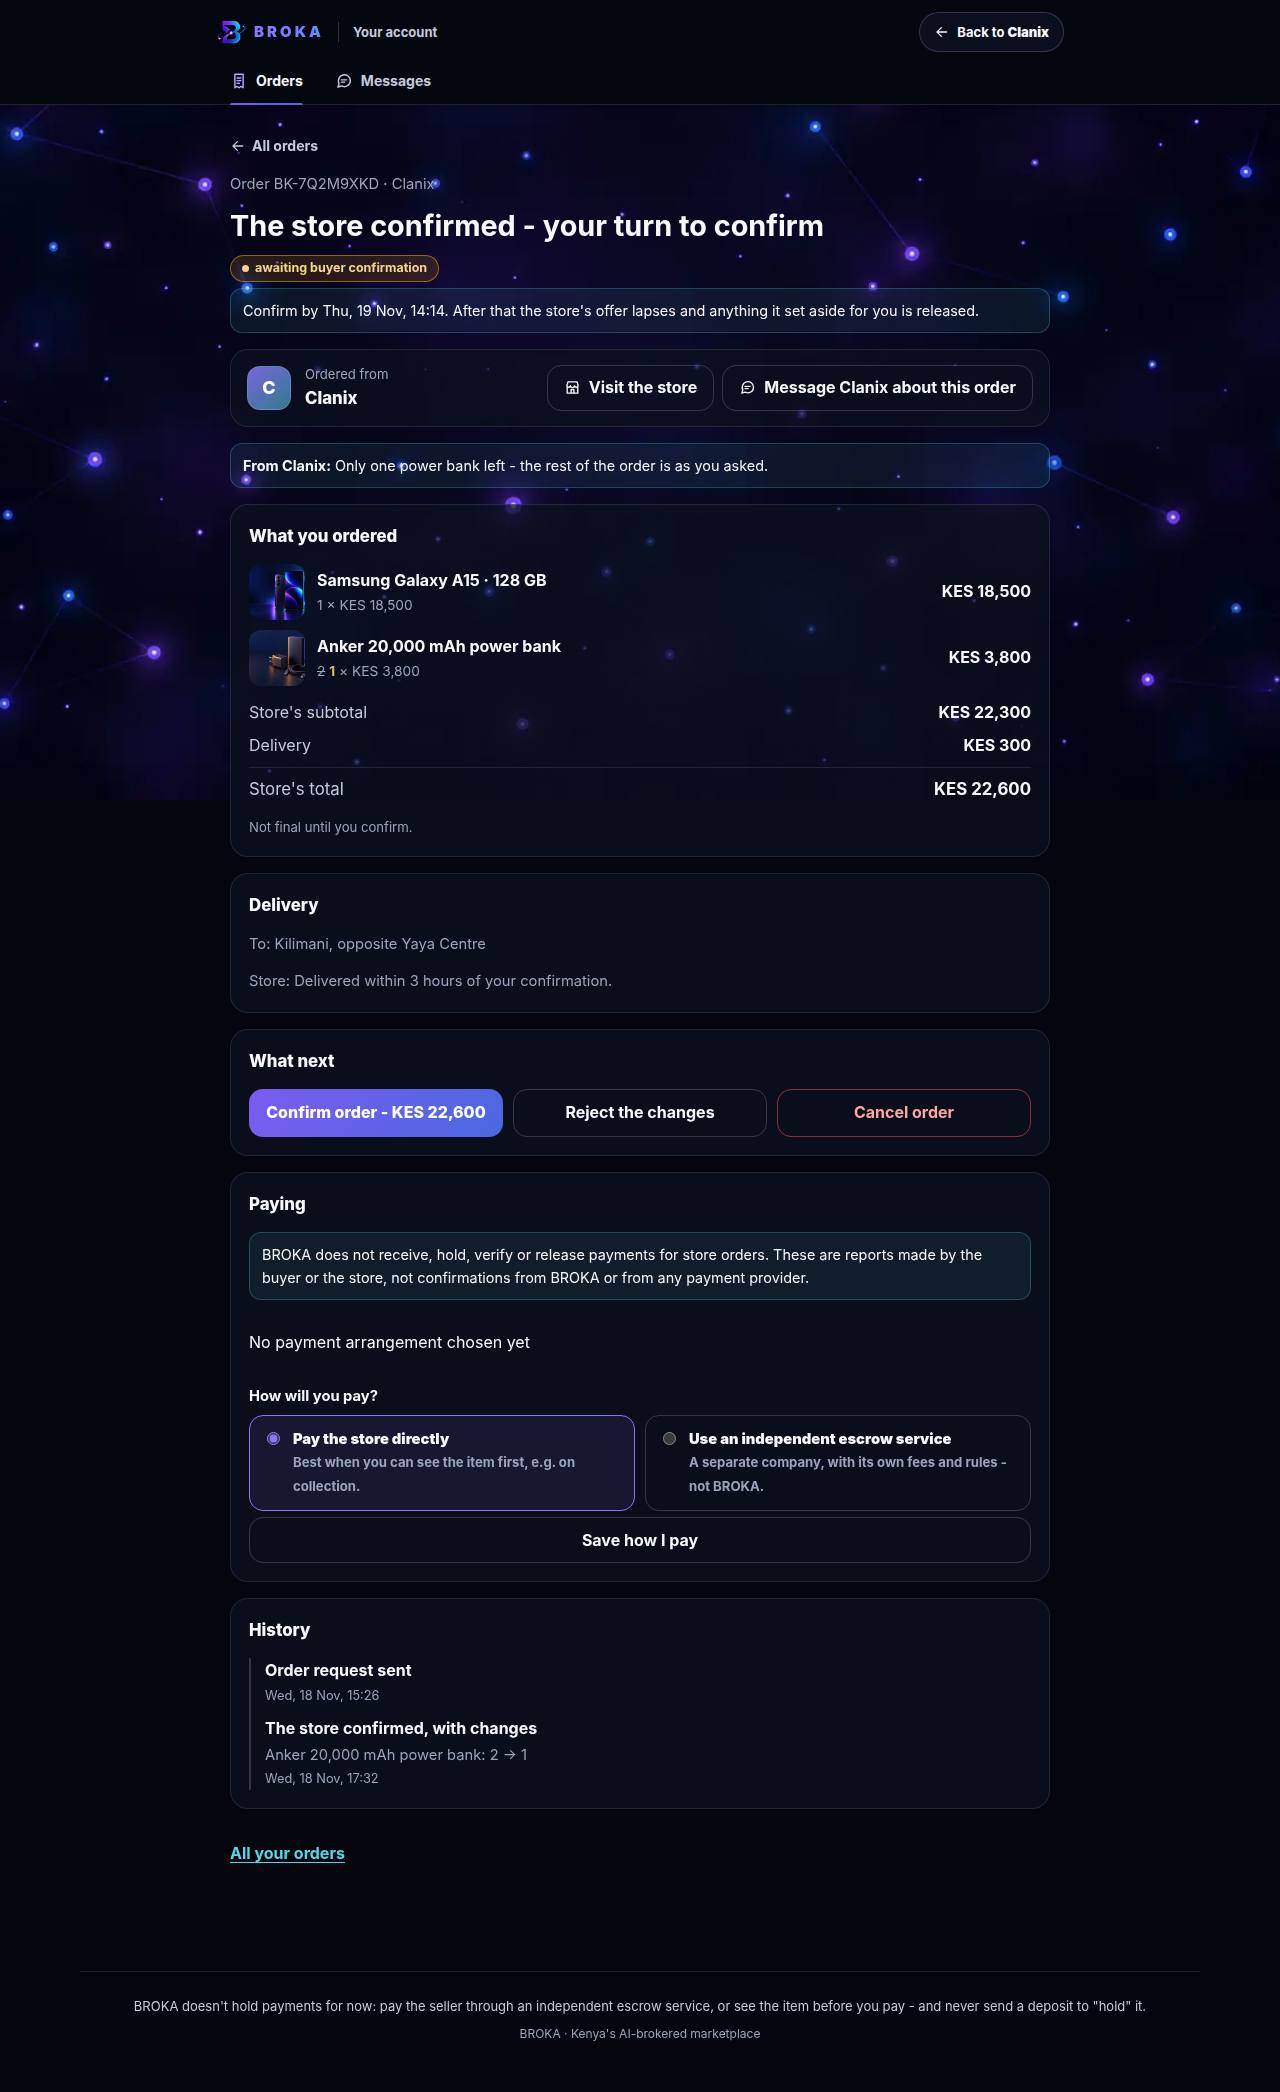 BROKA
Your account
Back to Clanix
Orders
Messages
All orders
Order BK-7Q2M9XKD · Clanix
The store confirmed - your turn to confirm
awaiting buyer confirmation
Confirm by Thu, 19 Nov, 14:14. After that the store's offer lapses and anything it set aside for you is released.
C
Ordered from
Clanix
Visit the store
Message Clanix about this order
From Clanix: Only one power bank left - the rest of the order is as you asked.
What you ordered
Samsung Galaxy A15 · 128 GB
1 × KES 18,500
KES 18,500
Anker 20,000 mAh power bank
2 1 × KES 3,800
KES 3,800
Store's subtotal
KES 22,300
Delivery
KES 300
Store's total
KES 22,600
Not final until you confirm.
Delivery
To: Kilimani, opposite Yaya Centre
Store: Delivered within 3 hours of your confirmation.
What next
Confirm order - KES 22,600
Reject the changes
Cancel order
Paying
BROKA does not receive, hold, verify or release payments for store orders. These are reports made by the
buyer or the store, not confirmations from BROKA or from any payment provider.
No payment arrangement chosen yet
How will you pay?
Pay the store directly
Best when you can see the item first, e.g. on
collection.
Use an independent escrow service
A separate company, with its own fees and rules -
not BROKA.
Save how I pay
History
Order request sent
Wed, 18 Nov, 15:26
The store confirmed, with changes
Anker 20,000 mAh power bank: 2 → 1
Wed, 18 Nov, 17:32
All your orders
BROKA doesn't hold payments for now: pay the seller through an independent escrow service, or see the item before you pay - and never send a deposit to "hold" it.
BROKA · Kenya's AI-brokered marketplace